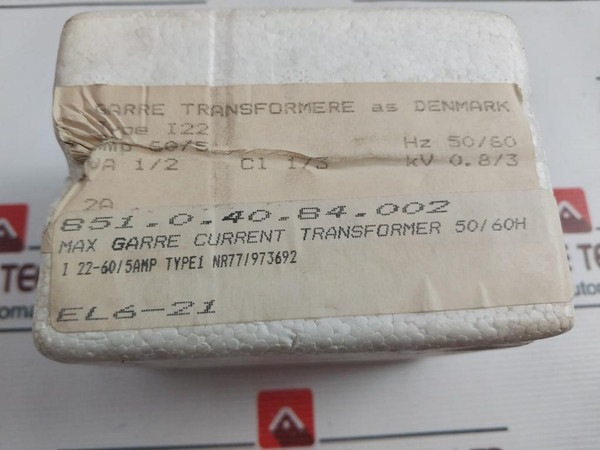 GARRE TRANSFORMERE as DENMARK
Type I22
Amp 60/5 Hz 50/60
VA 1/2 Cl 1/3 kV 0.8/3
2A
851.0.40.84.002
MAX GARRE CURRENT TRANSFORMER 50/60H
I 22-60/5AMP TYPE1 NR77/973692
EL6-21